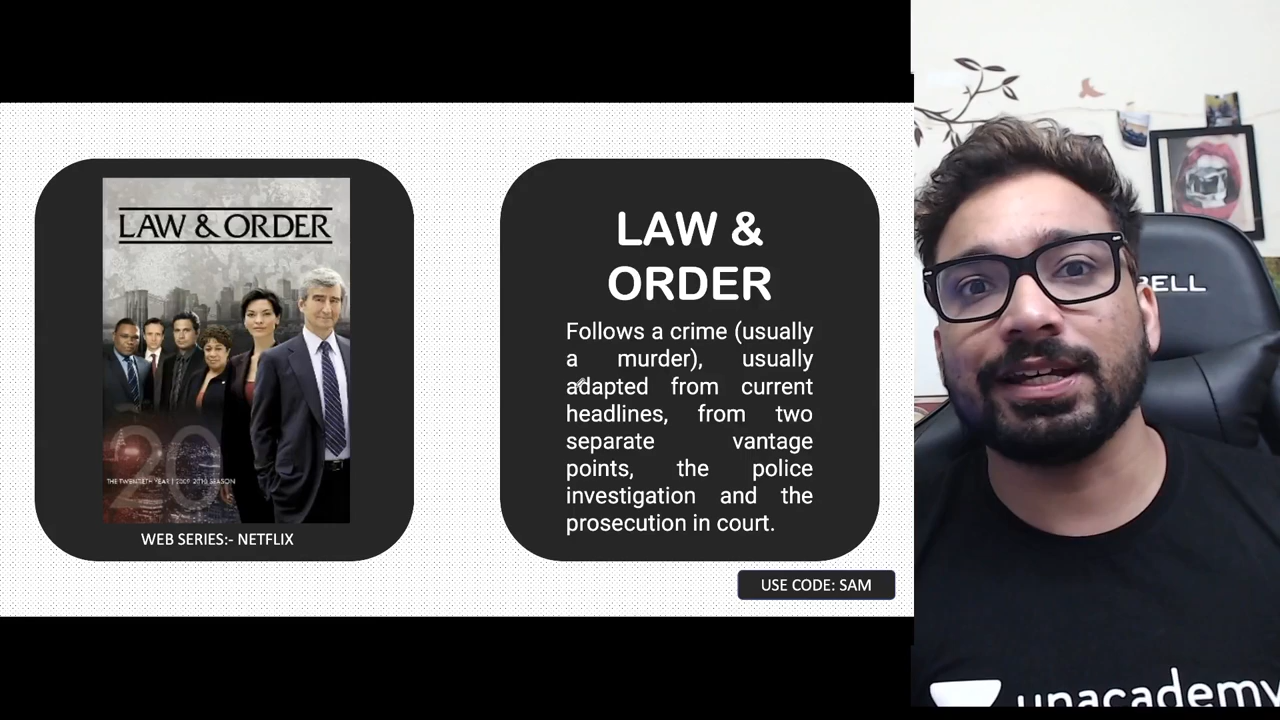 LAW & ORDER
20
THE TWENTIETH YEAR | 2009-2010 SEASON
WEB SERIES:- NETFLIX
LAW &
ORDER
Follows a crime (usually
a murder), usually
adapted from current
headlines, from two
separate vantage
points, the police
investigation and the
prosecution in court.
USE CODE: SAM
unacademy